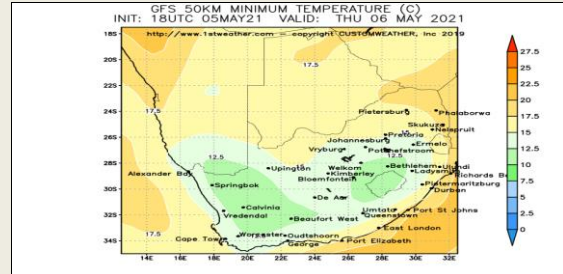 GFS 50KM MINIMUM TEMPERATURE (C)
INIT: 18UTC 05MAY21 VALID: THU 06 MAY 2021
http://www.1stweather.com — copyright CUSTOMWEATHER, Inc 2019
18S
20S
22S
24S
26S
28S
30S
32S
34S
14E 16E 18E 20E 22E 24E 26E 28E 30E 32E
17.5
17.5
17.5
17.5
12.5
12.5
15
15
Pietersburg
Phalaborwa
Skukuza
Nelspruit
Pretoria
Johannesburg
Potchefstroom
Ermelo
Vryburg
Welkom
Bethlehem
Ulundi
Ladysmith
Upington
Kimberley
Bloemfontein
Alexander Bay
Richards Ba
Pietermaritzburg
Durban
Springbok
De Aar
Calvinia
Vredendal
Beaufort West
Umtata
Port St Johns
Queenstown
East London
Worcester
Oudtshoorn
Cape Town
George
Port Elizabeth
27.5
25
22.5
20
17.5
15
12.5
10
7.5
5
2.5
0